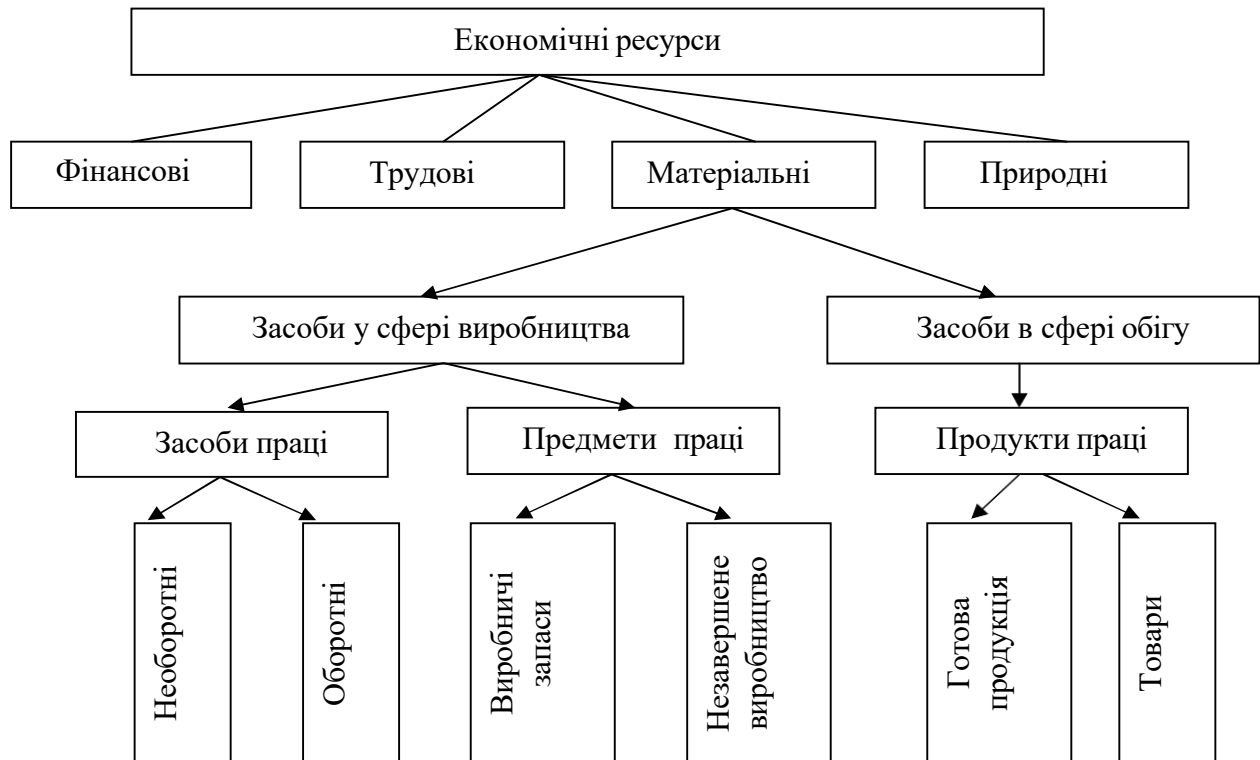 Економічні ресурси
Фінансові
Трудові
Матеріальні
Природні
Засоби у сфері виробництва
Засоби в сфері обігу
Засоби праці
Предмети праці
Продукти праці
Необоротні
Оборотні
Виробничі
запаси
Незавершене
виробництво
Готова
продукція
Товари